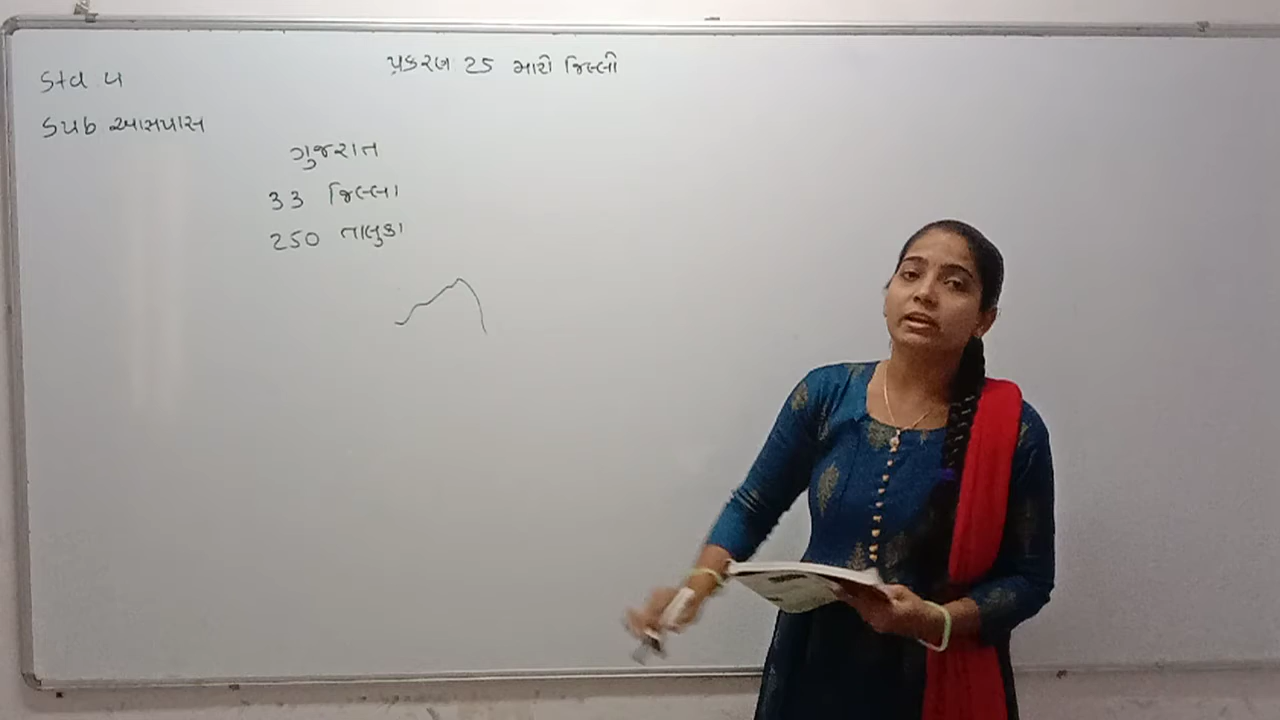 પ્રકરણ 25 મારો જિલ્લો
Std ૫
Sub આસપાસ
ગુજરાત
33 જિલ્લા
250 તાલુકા